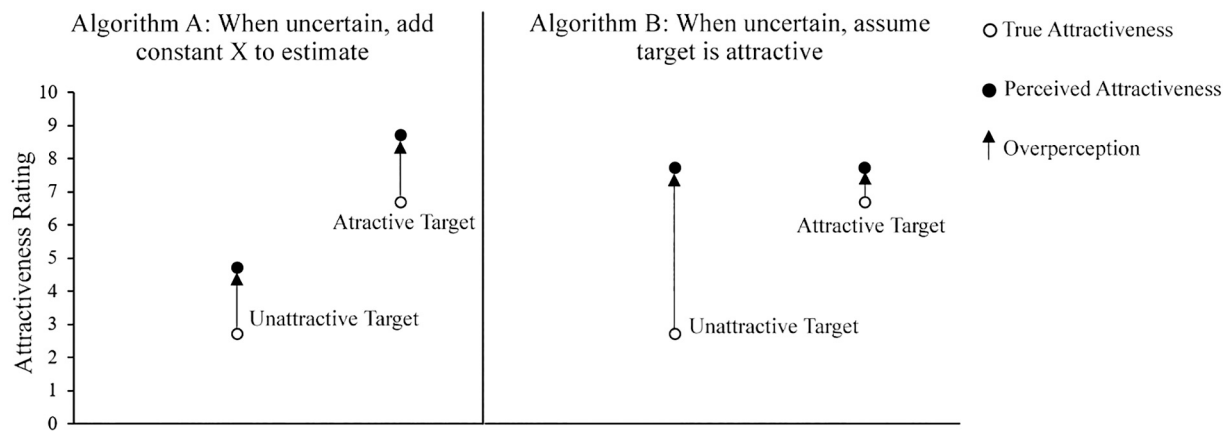 Algorithm A: When uncertain, add
constant X to estimate
Algorithm B: When uncertain, assume
target is attractive
True Attractiveness
Perceived Attractiveness
Overperception
Attractiveness Rating
10
9
8
7
6
5
4
3
2
1
0
Atractive Target
Unattractive Target
Attractive Target
Unattractive Target